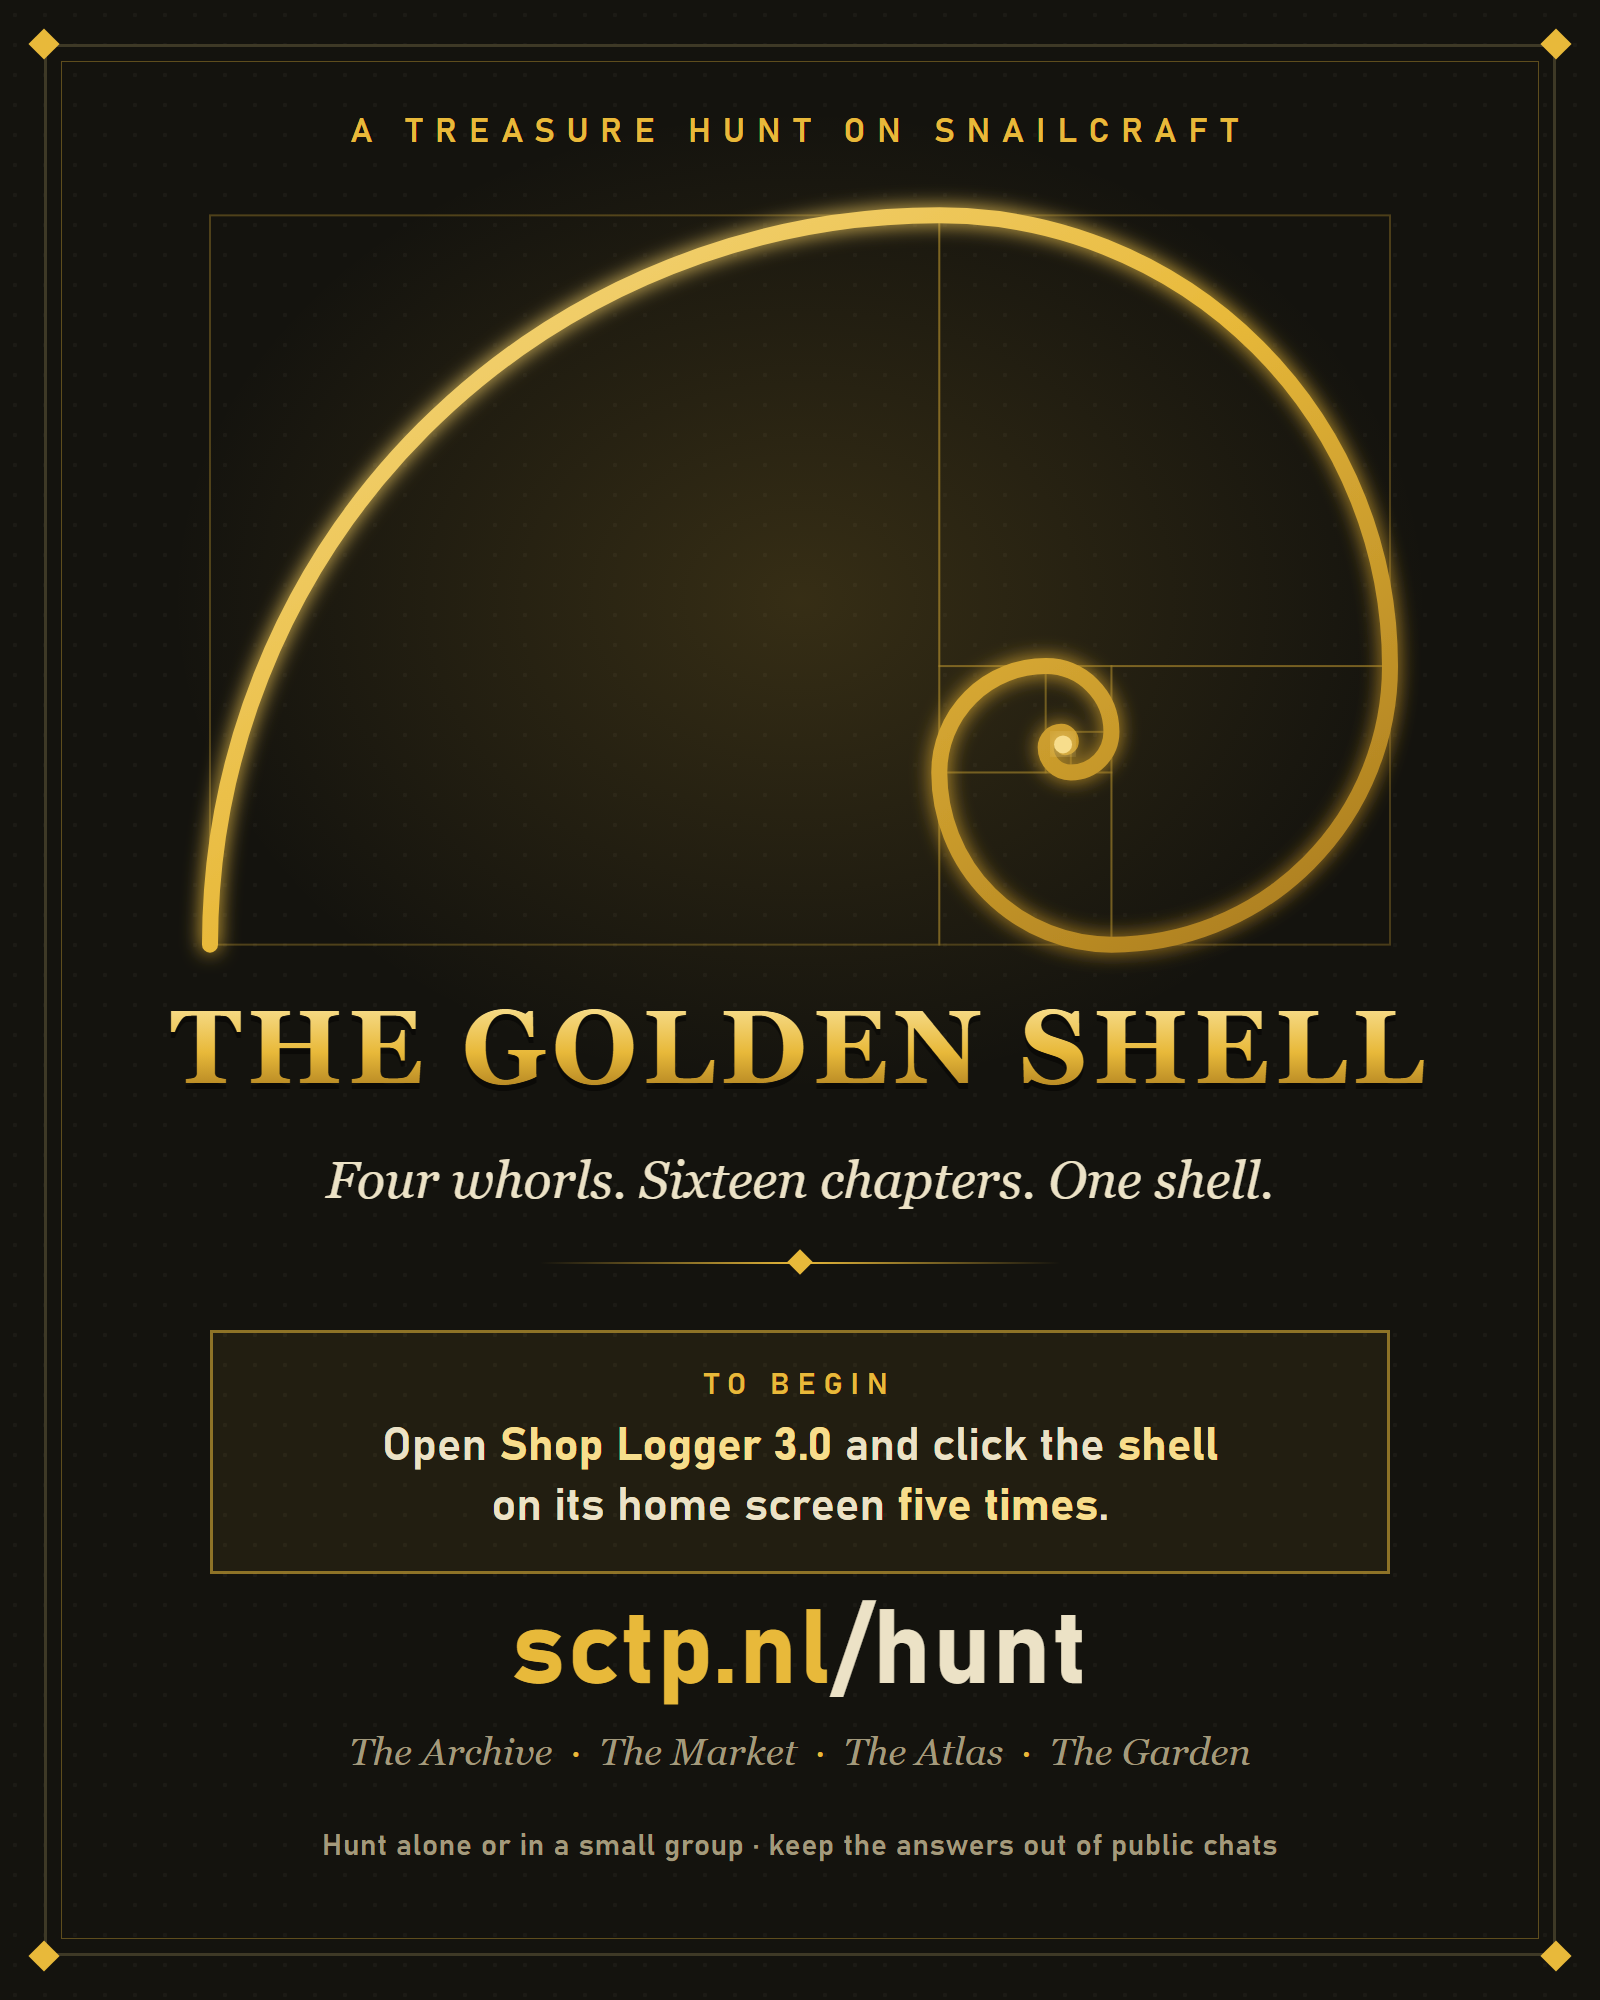 A TREASURE HUNT ON SNAILCRAFT
THE GOLDEN SHELL
Four whorls. Sixteen chapters. One shell.
TO BEGIN
Open Shop Logger 3.0 and click the shell
on its home screen five times.
sctp.nl/hunt
The Archive · The Market · The Atlas · The Garden
Hunt alone or in a small group · keep the answers out of public chats